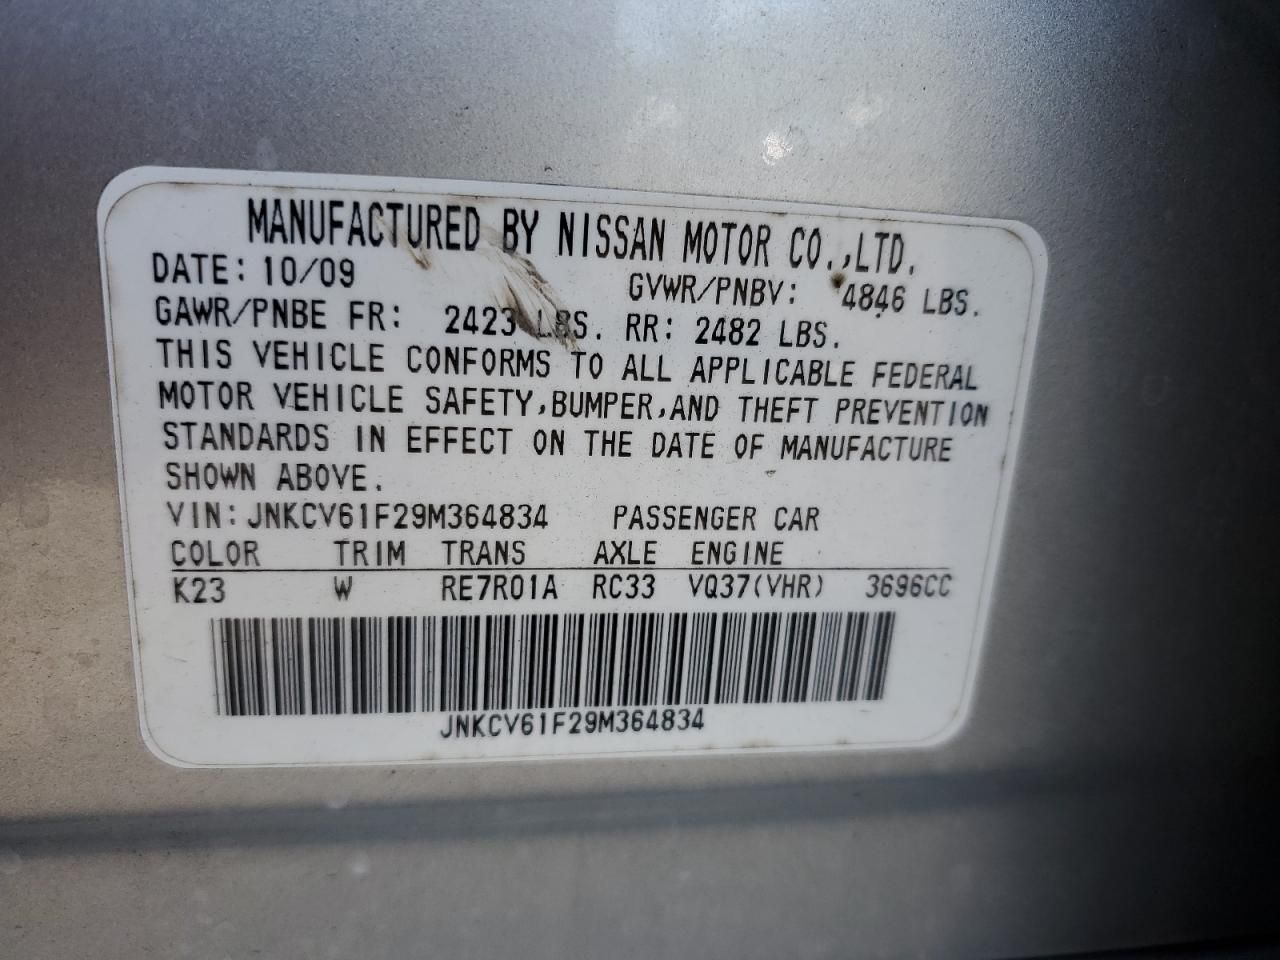 MANUFACTURED BY NISSAN MOTOR CO.,LTD.
DATE: 10/09 GVWR/PNBV: 4846 LBS.
GAWR/PNBE FR: 2423 LBS. RR: 2482 LBS.
THIS VEHICLE CONFORMS TO ALL APPLICABLE FEDERAL
MOTOR VEHICLE SAFETY,BUMPER,AND THEFT PREVENTION
STANDARDS IN EFFECT ON THE DATE OF MANUFACTURE
SHOWN ABOVE.
VIN: JNKCV61F29M364834 PASSENGER CAR
COLOR TRIM TRANS AXLE ENGINE
K23 W RE7R01A RC33 VQ37(VHR) 3696CC
JNKCV61F29M364834